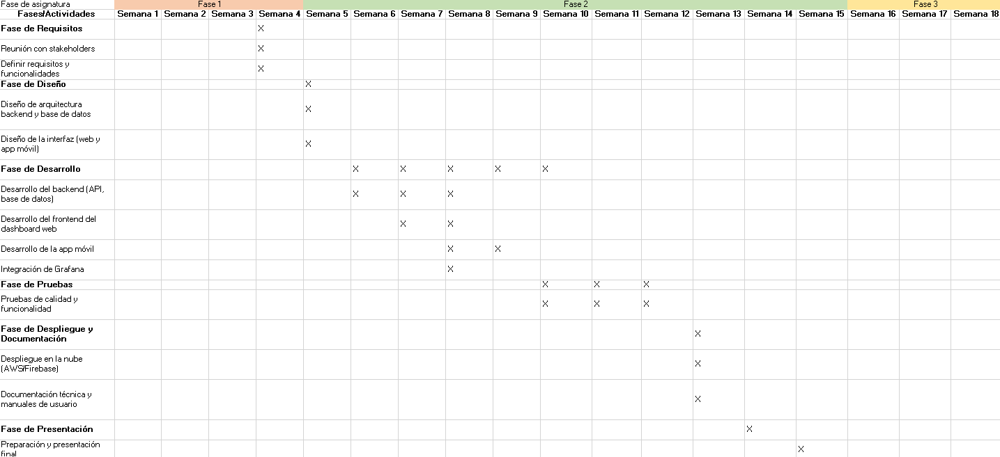 Fase de asignatura Fase 1 Fase 2 Fase 3
Fases/Actividades Semana 1 Semana 2 Semana 3 Semana 4 Semana 5 Semana 6 Semana 7 Semana 8 Semana 9 Semana 10 Semana 11 Semana 12 Semana 13 Semana 14 Semana 15 Semana 16 Semana 17 Semana 18
Fase de Requisitos X
Reunión con stakeholders X
Definir requisitos y
funcionalidades X
Fase de Diseño X
Diseño de arquitectura
backend y base de datos X
Diseño de la interfaz (web y
app móvil) X
Fase de Desarrollo X X X X X
Desarrollo del backend (API,
base de datos) X X X
Desarrollo del frontend del
dashboard web X X
Desarrollo de la app móvil X X
Integración de Grafana X
Fase de Pruebas X X X
Pruebas de calidad y
funcionalidad X X X
Fase de Despliegue y
Documentación X
Despliegue en la nube
(AWS/Firebase) X
Documentación técnica y
manuales de usuario X
Fase de Presentación X
Preparación y presentación
final X